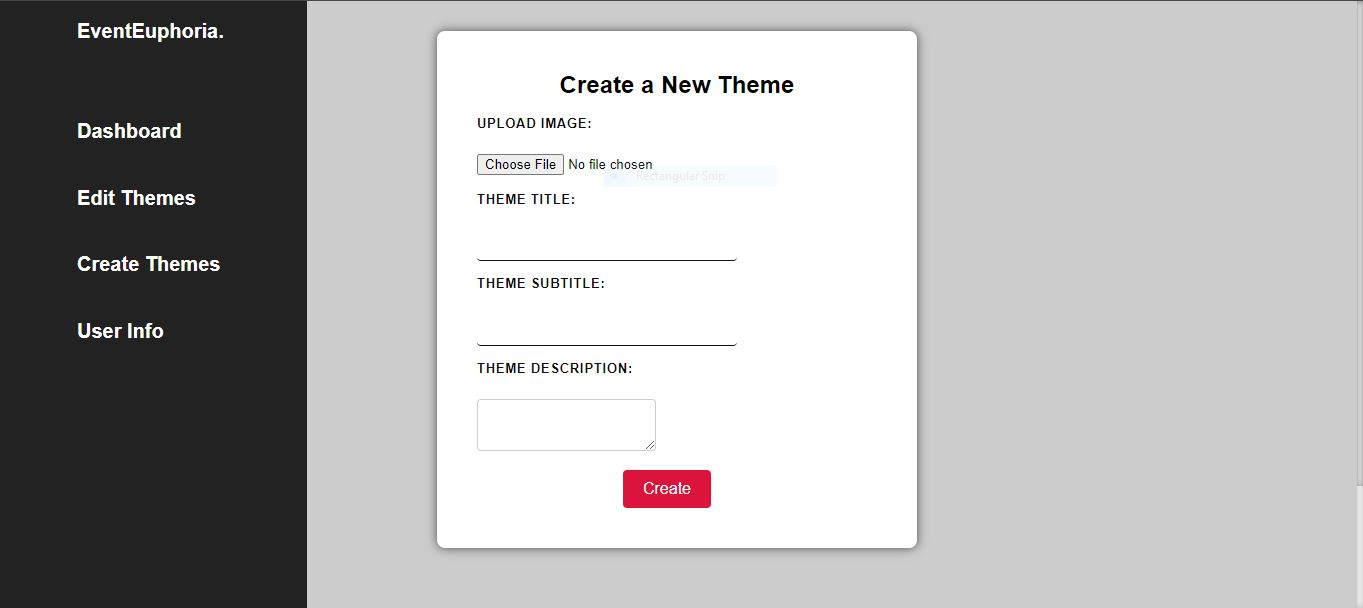 EventEuphoria.
Dashboard
Edit Themes
Create Themes
User Info
Create a New Theme
UPLOAD IMAGE:
Choose File No file chosen
Rectangular Snip
THEME TITLE:
THEME SUBTITLE:
THEME DESCRIPTION:
Create